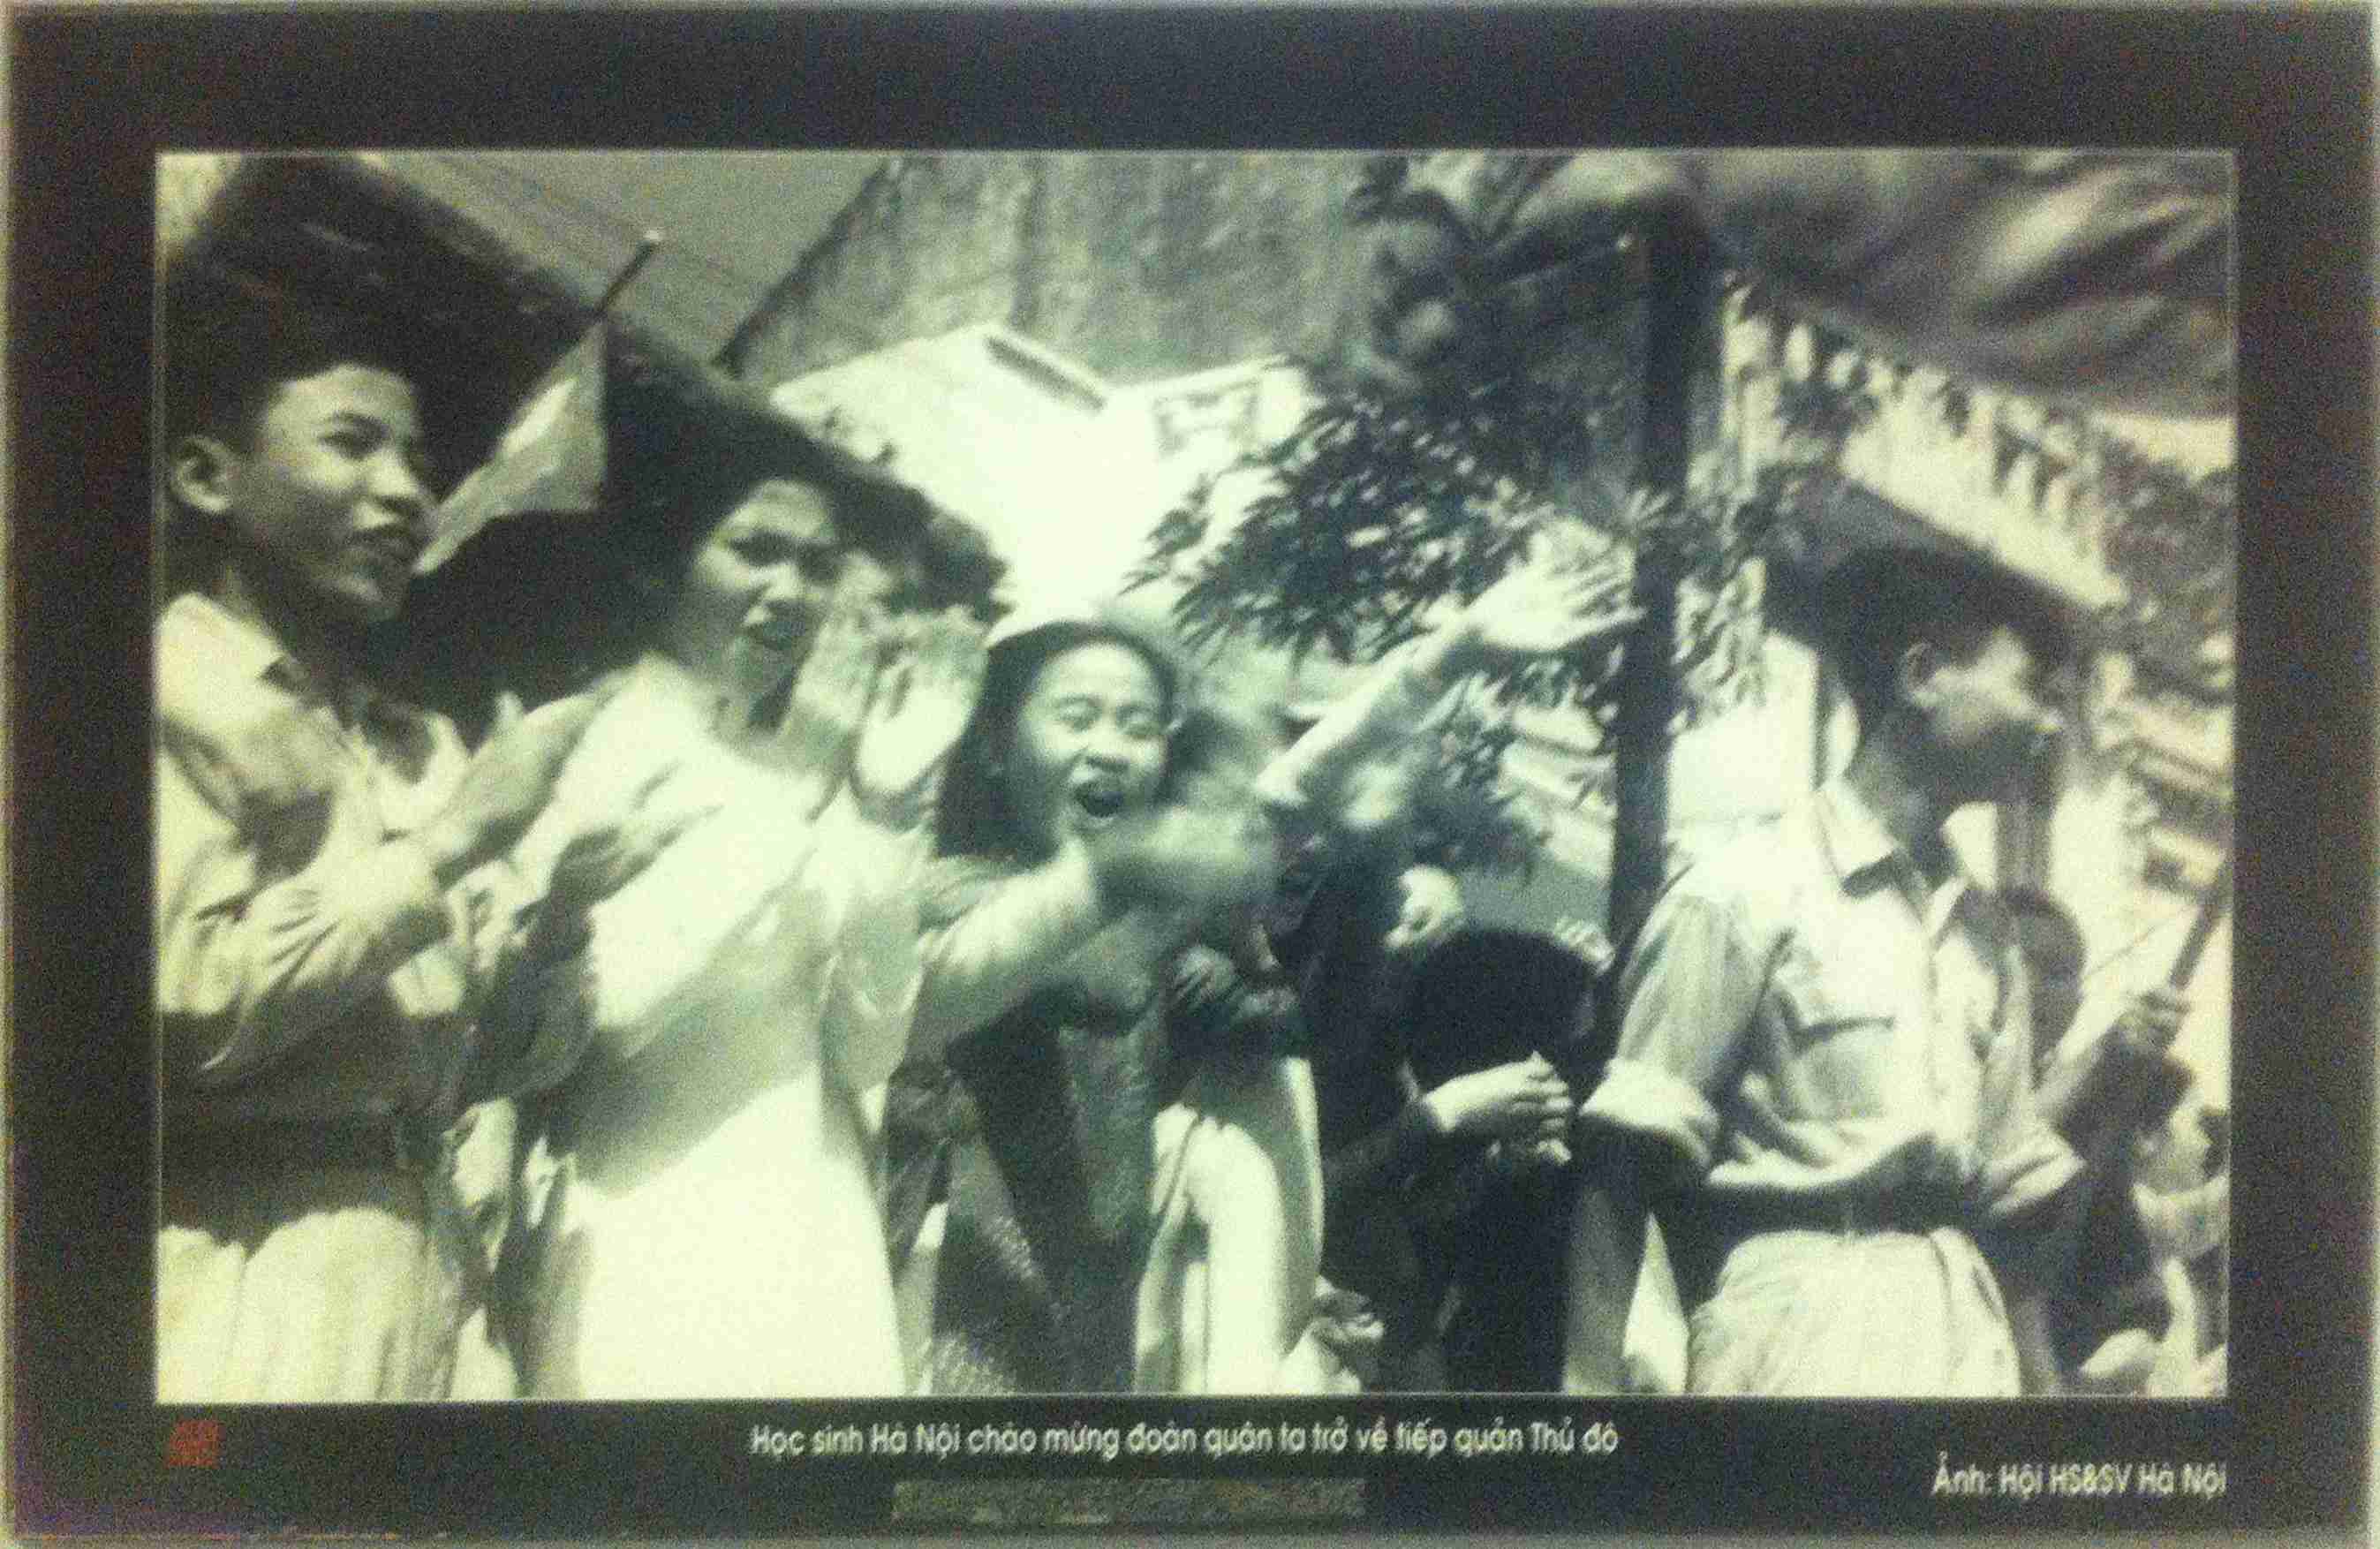 Học sinh Hà Nội chào mừng đoàn quân ta trở về tiếp quản Thủ đô
Ảnh: Hội HS&SV Hà Nội